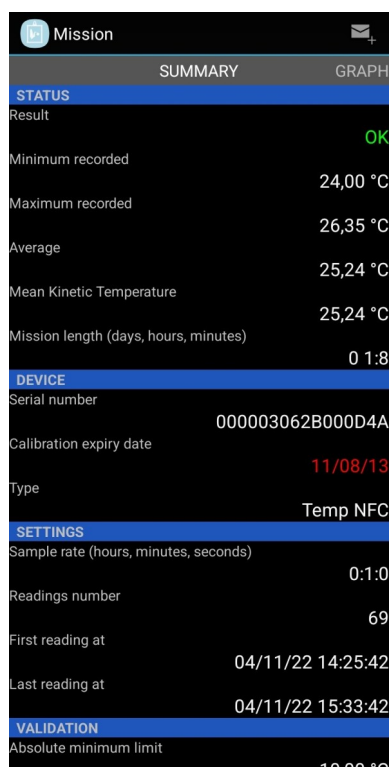 Mission
SUMMARY GRAPH
STATUS
Result
OK
Minimum recorded
24,00 °C
Maximum recorded
26,35 °C
Average
25,24 °C
Mean Kinetic Temperature
25,24 °C
Mission length (days, hours, minutes)
0 1:8
DEVICE
Serial number
000003062B000D4A
Calibration expiry date
11/08/13
Type
Temp NFC
SETTINGS
Sample rate (hours, minutes, seconds)
0:1:0
Readings number
69
First reading at
04/11/22 14:25:42
Last reading at
04/11/22 15:33:42
VALIDATION
Absolute minimum limit